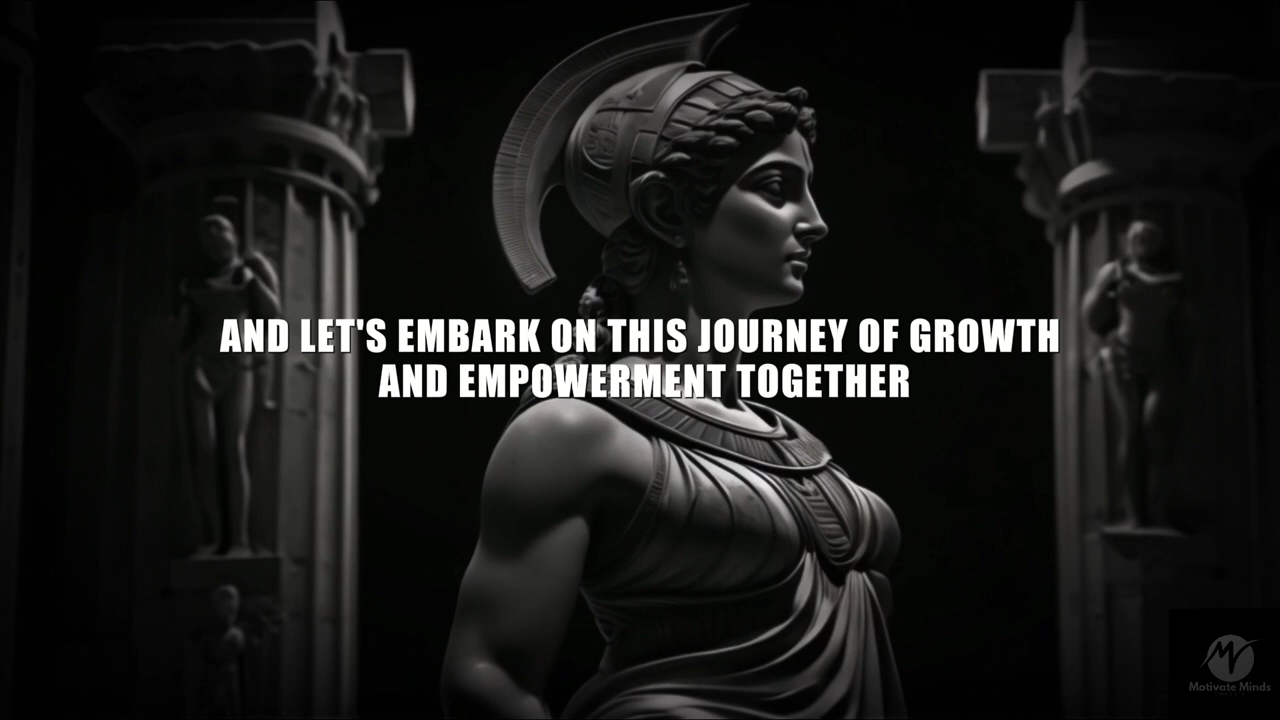 AND LET'S EMBARK ON THIS JOURNEY OF GROWTH
AND EMPOWERMENT TOGETHER
Motivate Minds